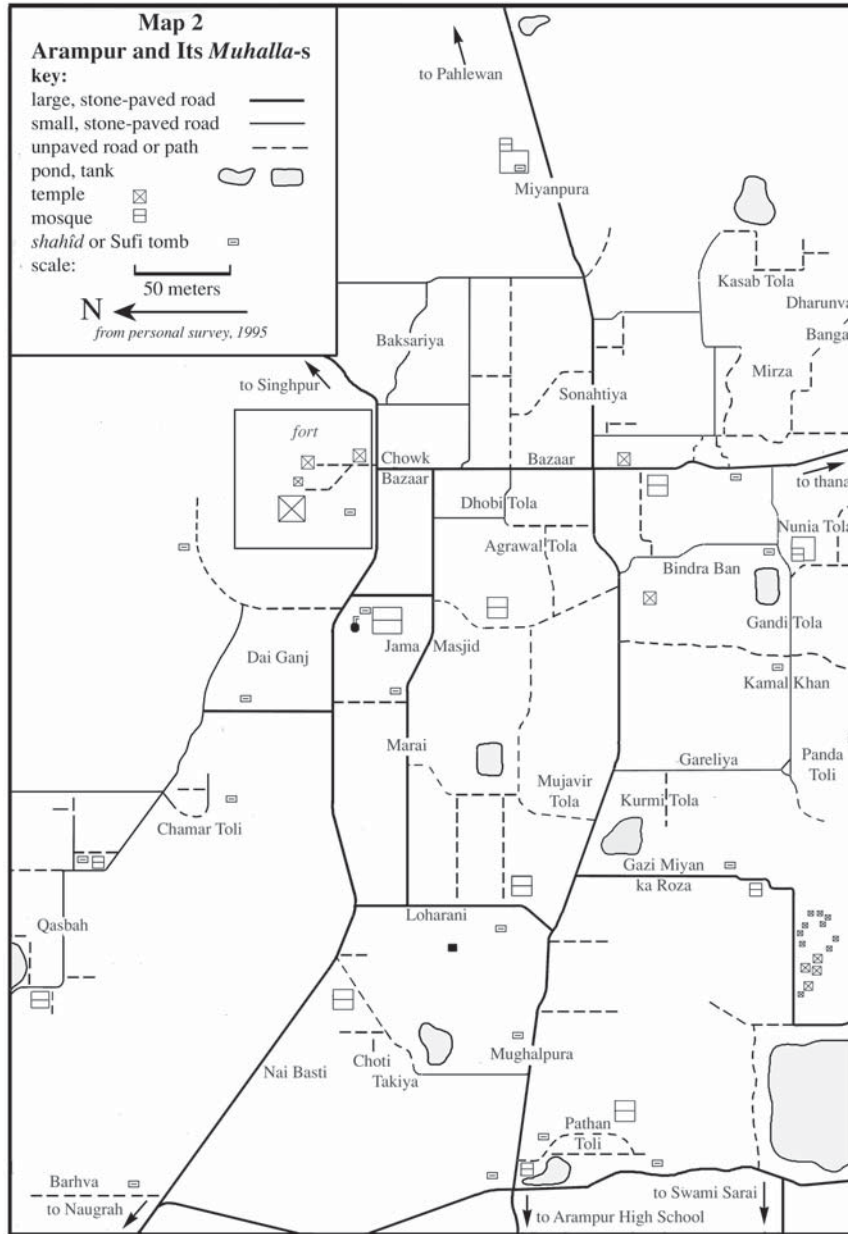 Map 2
Arampur and Its Muhalla-s
key:
large, stone-paved road
small, stone-paved road
unpaved road or path
pond, tank
temple
mosque
shahîd or Sufi tomb
scale:
50 meters
N
from personal survey, 1995
to Pahlewan
Miyanpura
Kasab Tola
Dharunva
Banga
Baksariya
Mirza
to Singhpur
Sonahtiya
fort
Chowk
Bazaar
Bazaar
to thana
Dhobi Tola
Nunia Tola
Agrawal Tola
Bindra Ban
Gandi Tola
Dai Ganj
Jama Masjid
Kamal Khan
Marai
Gareliya
Panda
Toli
Mujavir
Tola
Kurmi Tola
Chamar Toli
Gazi Miyan
ka Roza
Qasbah
Loharani
Nai Basti
Choti
Takiya
Mughalpura
Pathan
Toli
Barhva
to Naugrah
to Swami Sarai
to Arampur High School